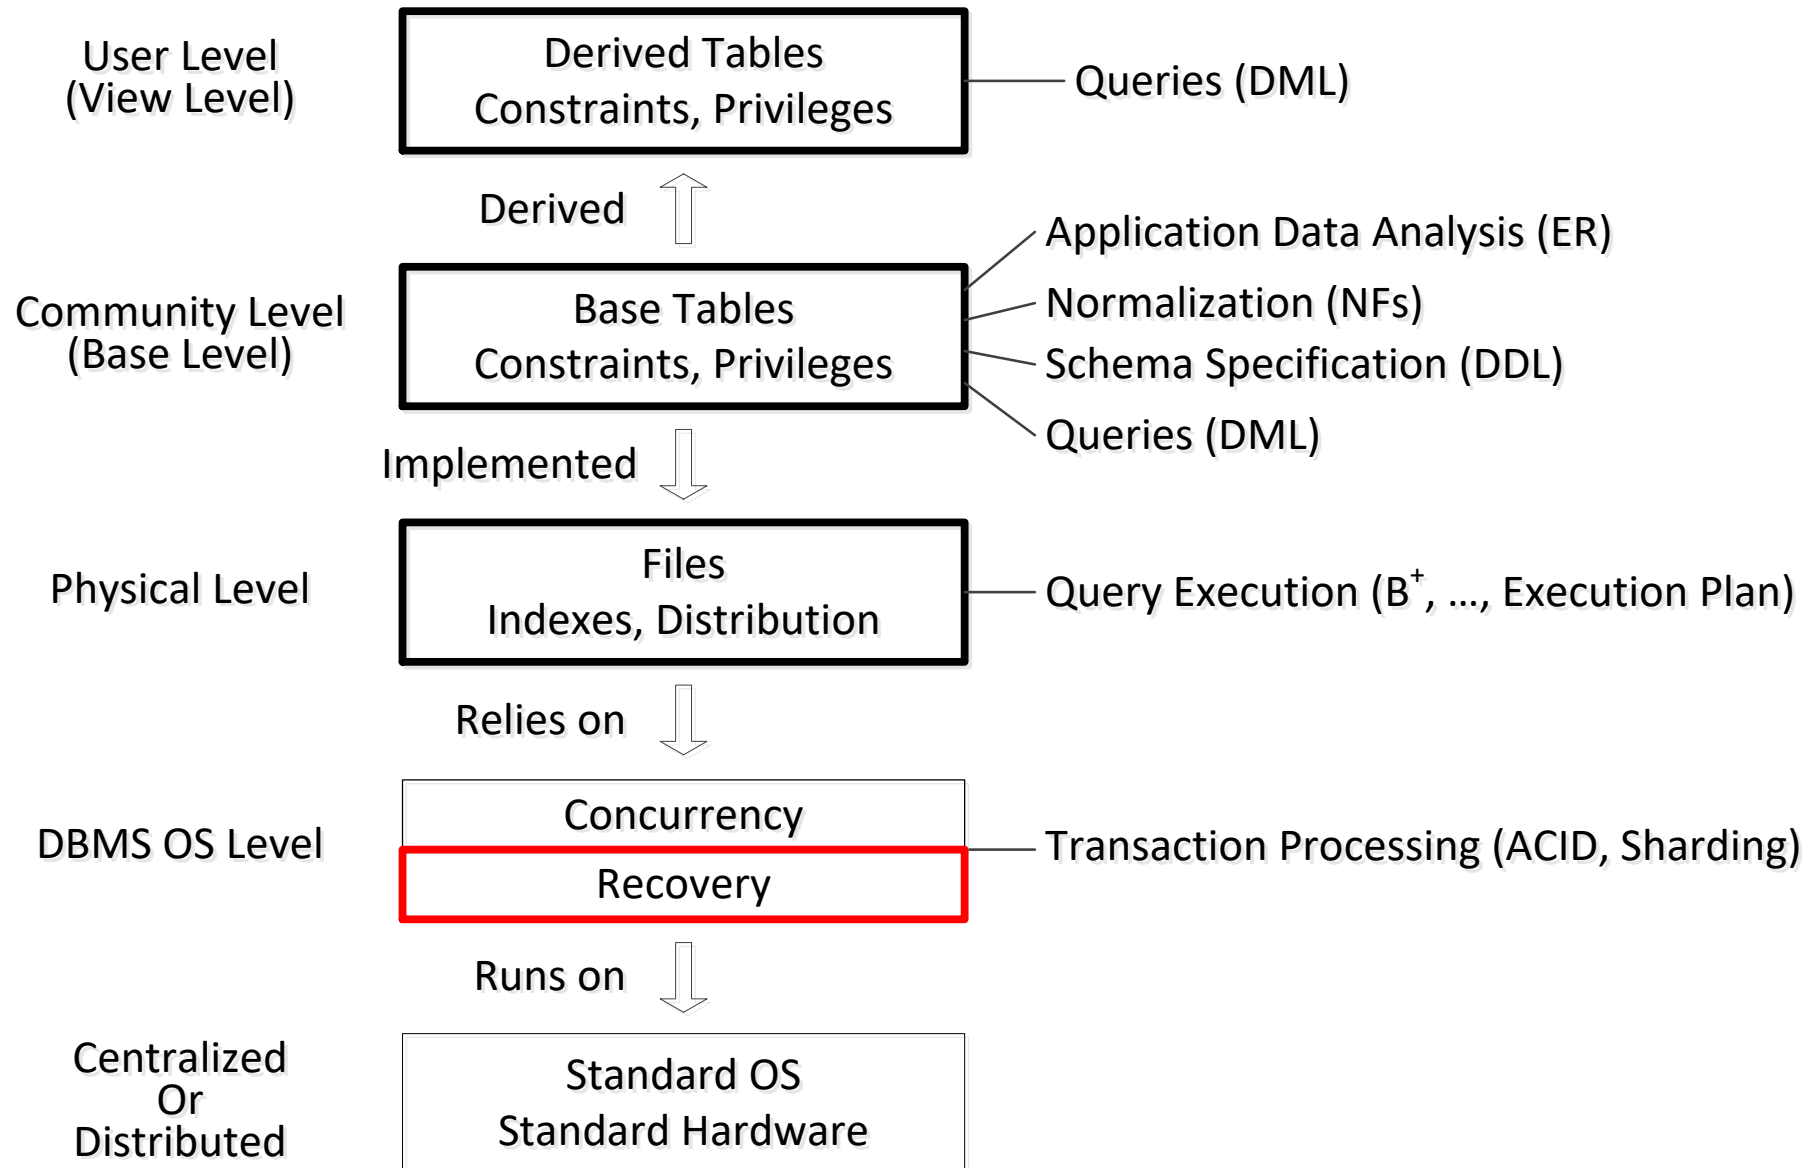 User Level
(View Level)
Derived Tables
Constraints, Privileges
Queries (DML)
Derived
Community Level
(Base Level)
Base Tables
Constraints, Privileges
Application Data Analysis (ER)
Normalization (NFs)
Schema Specification (DDL)
Queries (DML)
Implemented
Physical Level
Files
Indexes, Distribution
Query Execution (B⁺, …, Execution Plan)
Relies on
DBMS OS Level
Concurrency
Recovery
Transaction Processing (ACID, Sharding)
Runs on
Centralized
Or
Distributed
Standard OS
Standard Hardware